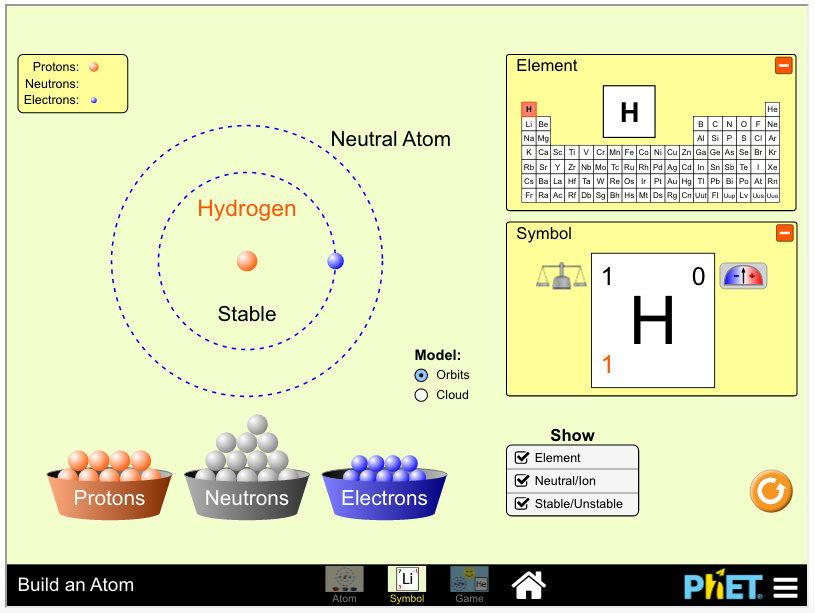 Protons:
Neutrons:
Electrons:
Neutral Atom
Hydrogen
Stable
Model:
Orbits
Cloud
Protons
Neutrons
Electrons
Element
H
H He
Li Be B C N O F Ne
Na Mg Al Si P S Cl Ar
K Ca Sc Ti V Cr Mn Fe Co Ni Cu Zn Ga Ge As Se Br Kr
Rb Sr Y Zr Nb Mo Tc Ru Rh Pd Ag Cd In Sn Sb Te I Xe
Cs Ba La Hf Ta W Re Os Ir Pt Au Hg Tl Pb Bi Po At Rn
Fr Ra Ac Rf Db Sg Bh Hs Mt Ds Rg Cn Uut Fl Uup Lv Uus Uuo
Symbol
1 0
H
1
- +
Show
Element
Neutral/Ion
Stable/Unstable
Build an Atom
Li
He
Atom
Symbol
Game
PhET